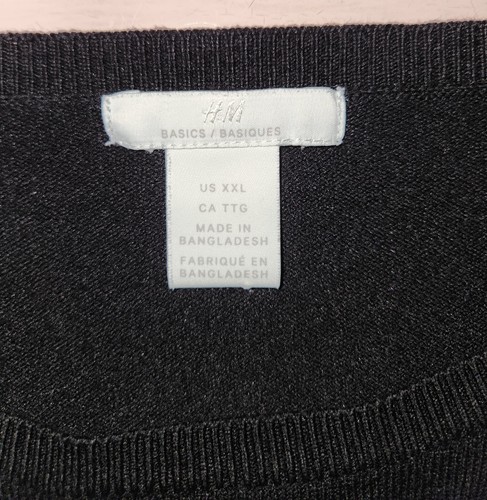 H&M
BASICS / BASIQUES
US XXL
CA TTG
MADE IN
BANGLADESH
FABRIQUÉ EN
BANGLADESH